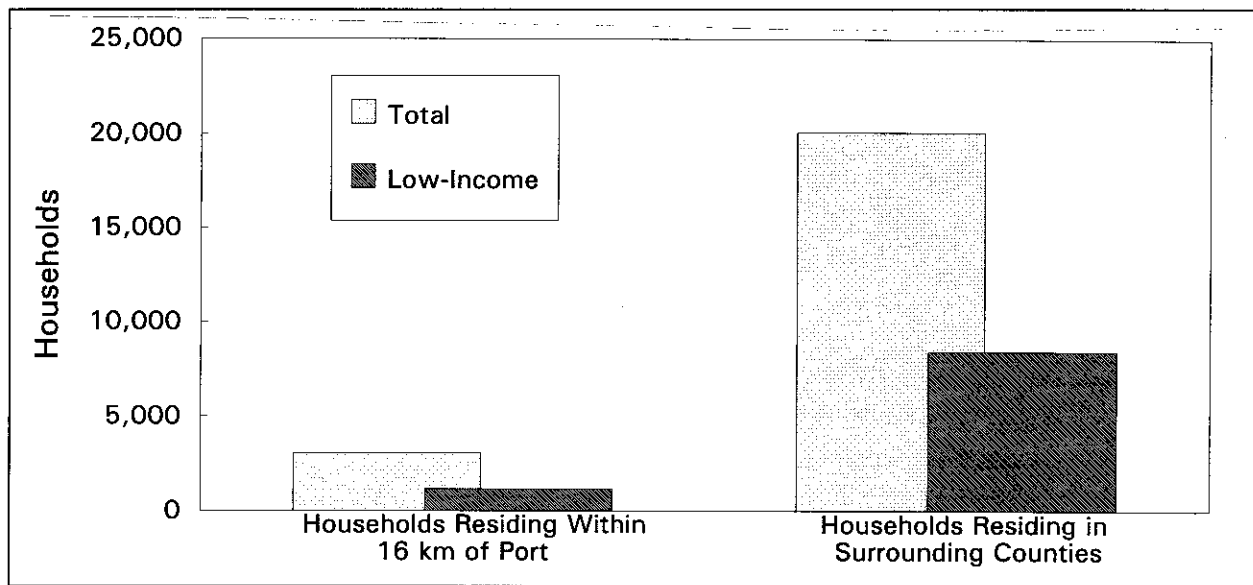 25,000
20,000
15,000
10,000
5,000
0
Households
Total
Low-Income
Households Residing Within
16 km of Port
Households Residing in
Surrounding Counties